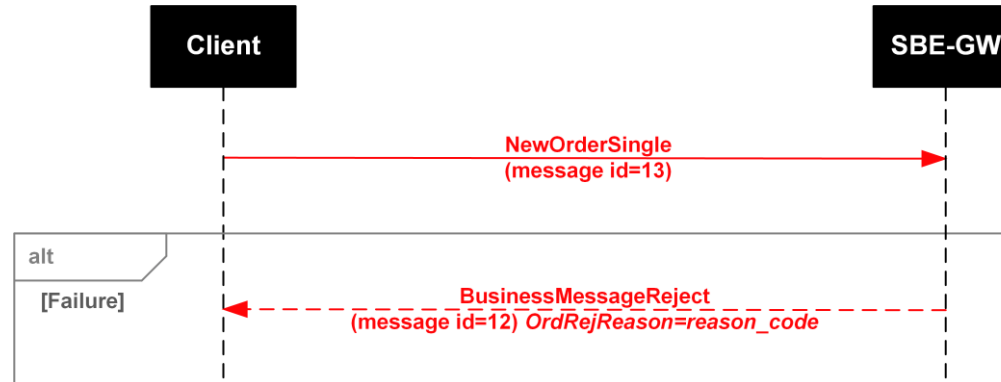 Client
SBE-GW
NewOrderSingle
(message id=13)
alt
[Failure]
BusinessMessageReject
(message id=12) OrdRejReason=reason_code